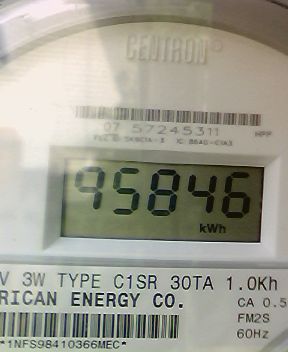 CENTRON
07 57245311 HPP
95846
kWh
V 3W TYPE C1SR 30TA 1.0Kh
RICAN ENERGY CO. CA 0.5
FM2S
*1NFS98410366MEC* 60Hz